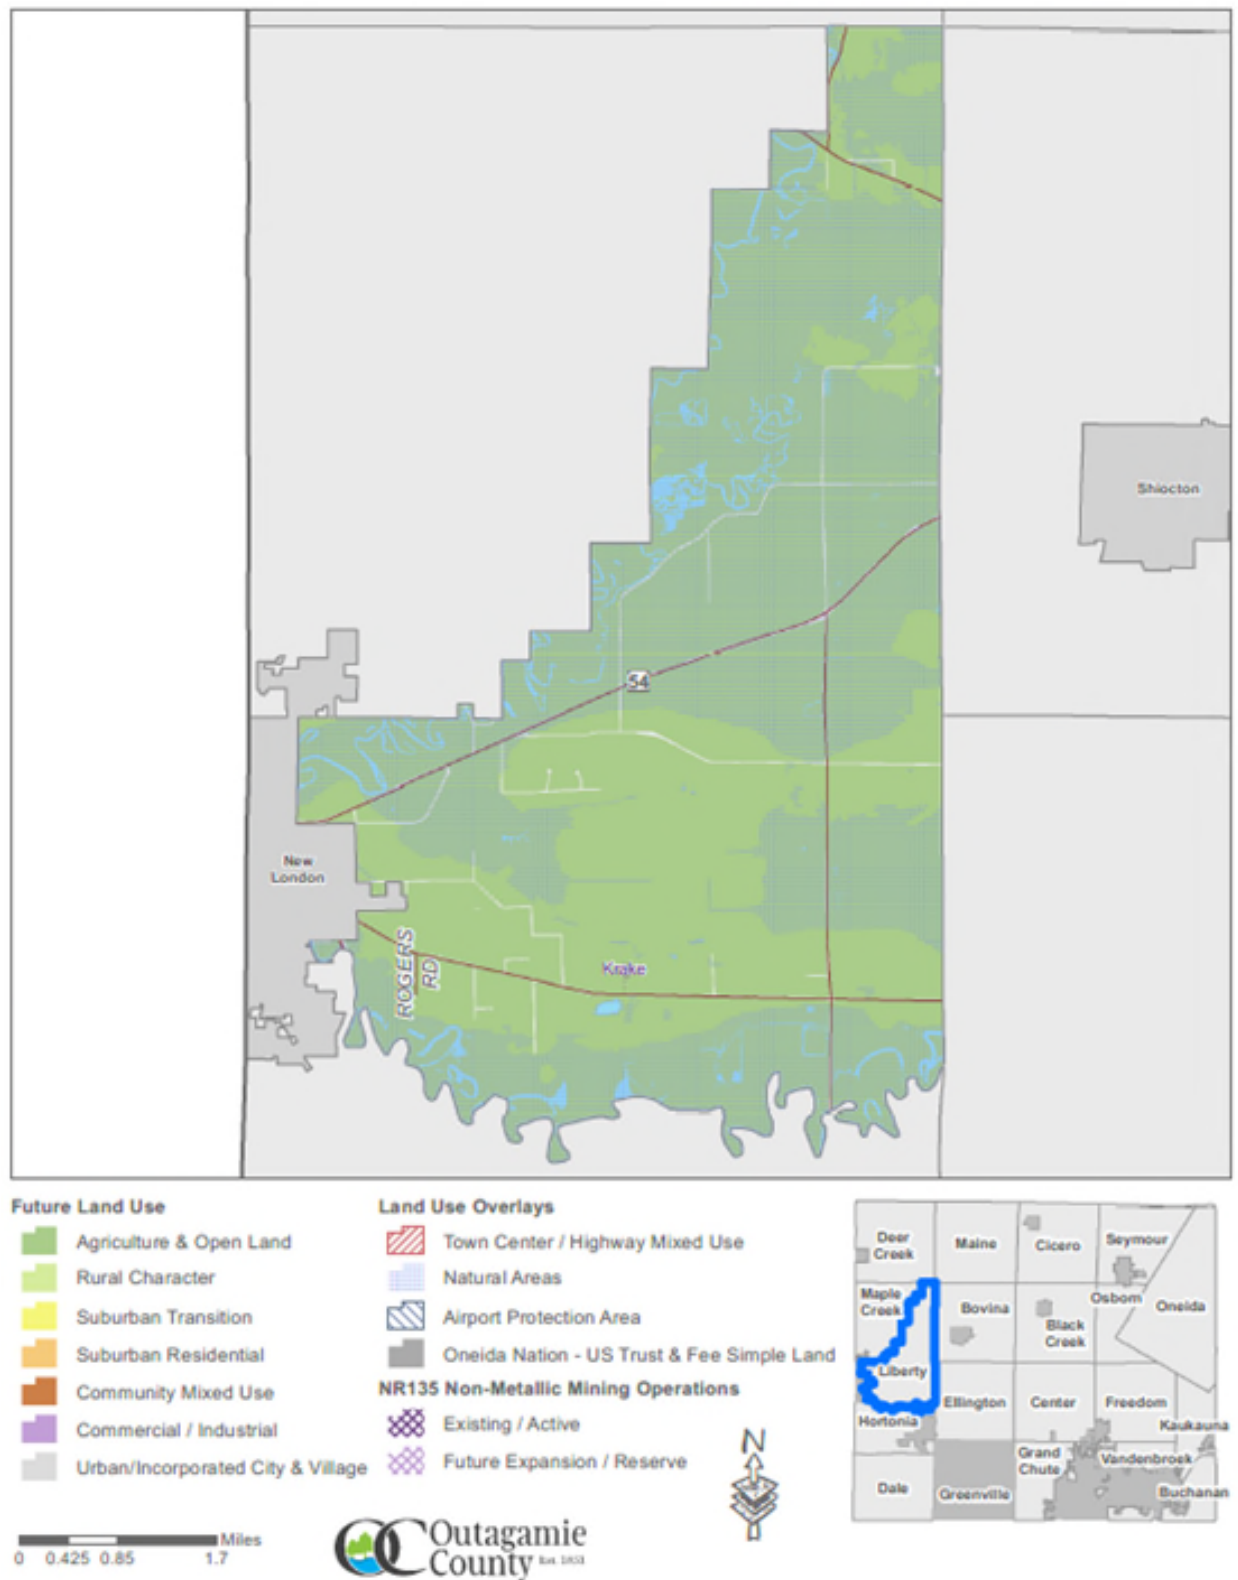 Shiocton
54
New
London
ROGERS
RD
Krake
Future Land Use
Agriculture & Open Land
Rural Character
Suburban Transition
Suburban Residential
Community Mixed Use
Commercial / Industrial
Urban/Incorporated City & Village
Land Use Overlays
Town Center / Highway Mixed Use
Natural Areas
Airport Protection Area
Oneida Nation - US Trust & Fee Simple Land
NR135 Non-Metallic Mining Operations
Existing / Active
Future Expansion / Reserve
N
Deer
Creek
Maine
Cicero
Seymour
Maple
Creek
Bovina
Black
Creek
Osborn
Oneida
Liberty
Hortonia
Ellington
Center
Freedom
Kaukauna
Grand
Chute
Vandenbroek
Dale
Greenville
Buchanan
Miles
0 0.425 0.85 1.7
OC Outagamie
County Est. 1851